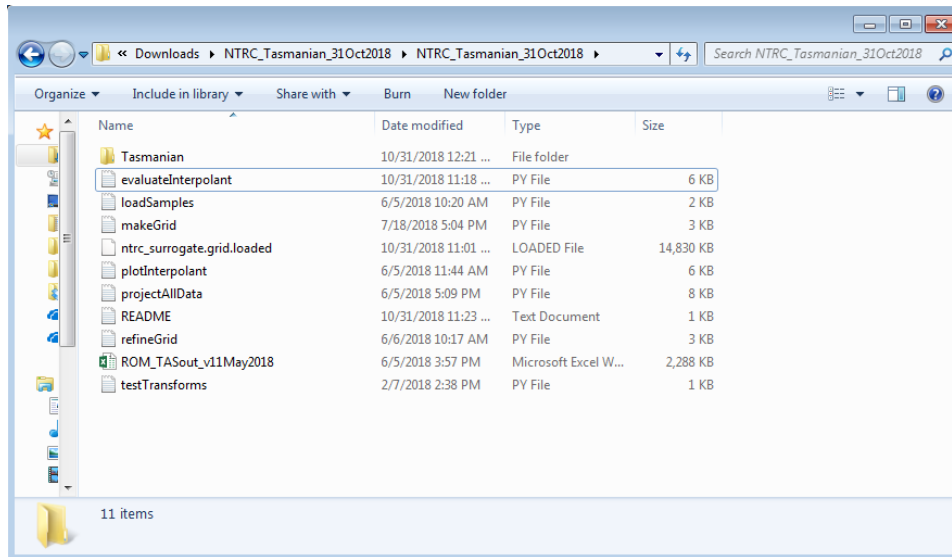 « Downloads ▸ NTRC_Tasmanian_31Oct2018 ▸ NTRC_Tasmanian_31Oct2018 ▸ Search NTRC_Tasmanian_31Oct2018
Organize Include in library Share with Burn New folder
Name Date modified Type Size
Tasmanian 10/31/2018 12:21 ... File folder
evaluateInterpolant 10/31/2018 11:18 ... PY File 6 KB
loadSamples 6/5/2018 10:20 AM PY File 2 KB
makeGrid 7/18/2018 5:04 PM PY File 3 KB
ntrc_surrogate.grid.loaded 10/31/2018 11:01 ... LOADED File 14,830 KB
plotInterpolant 6/5/2018 11:44 AM PY File 6 KB
projectAllData 6/5/2018 5:09 PM PY File 8 KB
README 10/31/2018 11:23 ... Text Document 1 KB
refineGrid 6/6/2018 10:17 AM PY File 3 KB
ROM_TASout_v11May2018 6/5/2018 3:57 PM Microsoft Excel W... 2,288 KB
testTransforms 2/7/2018 2:38 PM PY File 1 KB
11 items